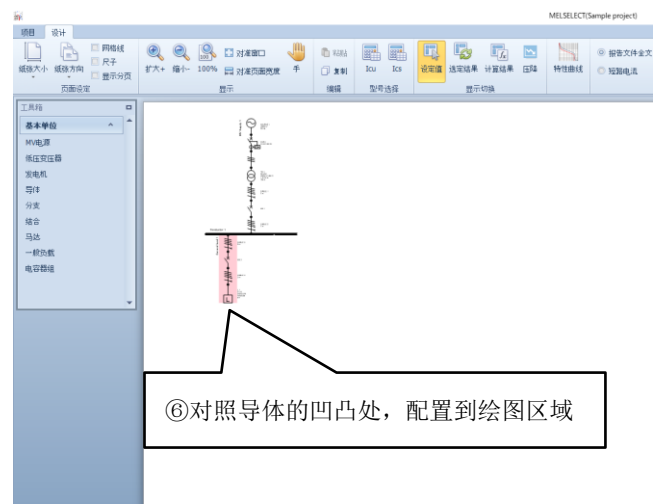 MELSELECT(Sample project)
项目 设计
纸张大小 纸张方向 网格线 尺子 显示分页
页面设定
扩大+ 缩小- 100% 对准窗口 对准页面宽度 手
显示
粘贴 复制
编辑
Icu Ics
型号选择
设定值 选定结果 计算结果 压降
显示切换
特性曲线 报告文件全文 短路电流
工具箱
基本单位
MV电源
低压变压器
发电机
导体
分支
结合
马达
一般负载
电容器组
⑥对照导体的凹凸处，配置到绘图区域